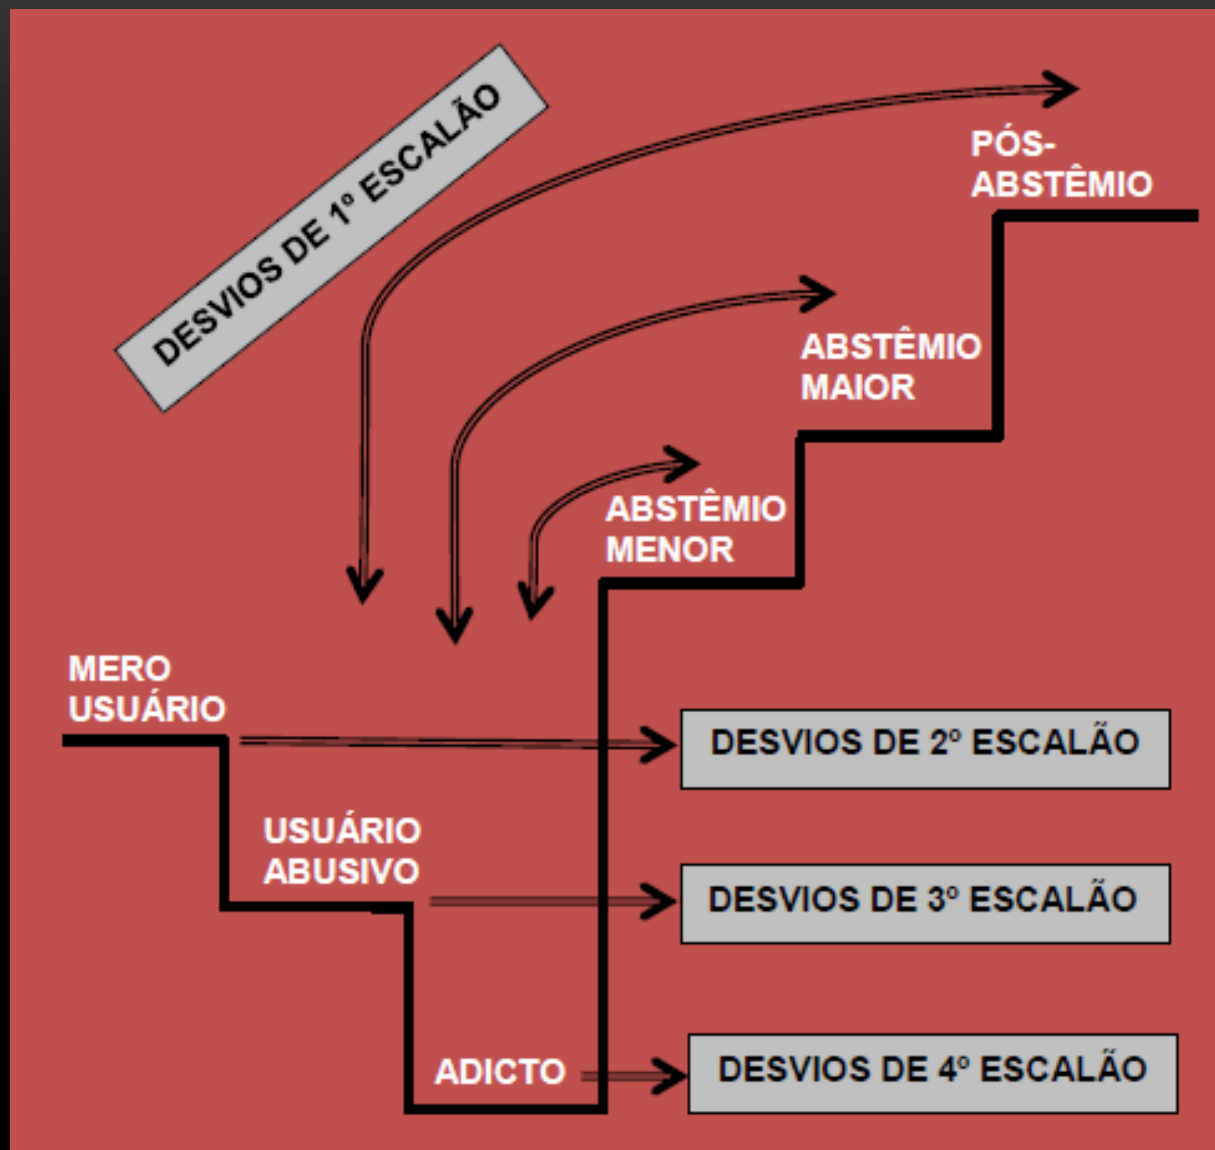 DESVIOS DE 1º ESCALÃO
PÓS-
ABSTÊMIO
ABSTÊMIO
MAIOR
ABSTÊMIO
MENOR
MERO
USUÁRIO
DESVIOS DE 2º ESCALÃO
USUÁRIO
ABUSIVO
DESVIOS DE 3º ESCALÃO
ADICTO
DESVIOS DE 4º ESCALÃO